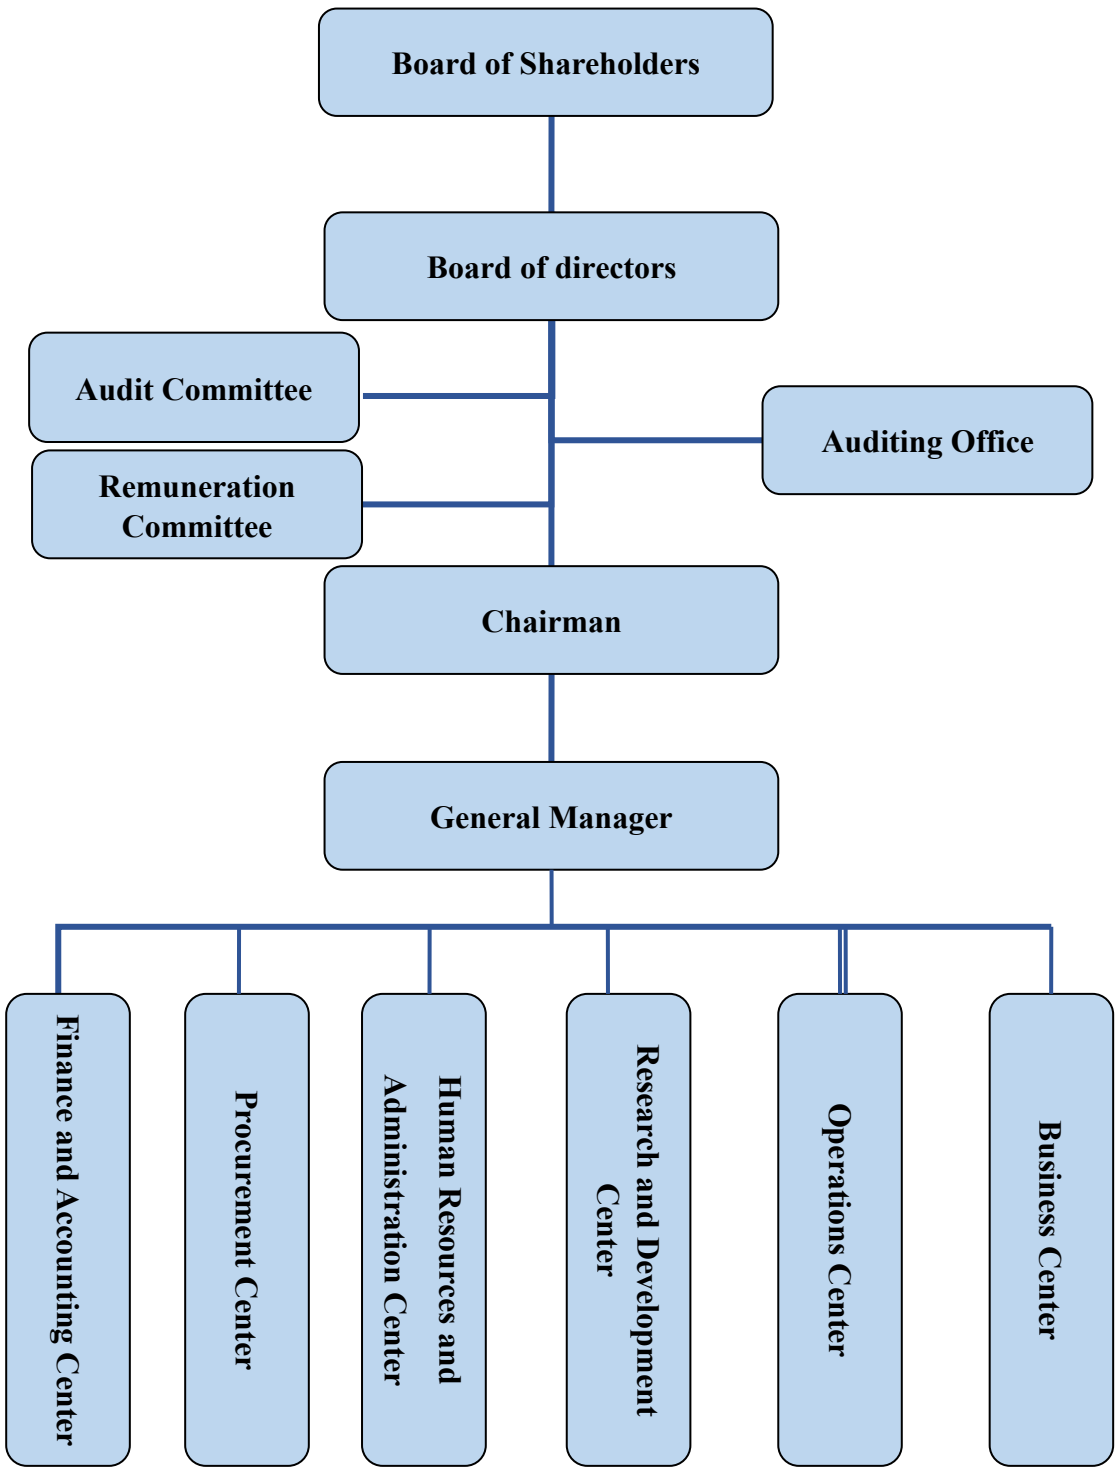 Board of Shareholders
Board of directors
Audit Committee
Auditing Office
Remuneration
Committee
Chairman
General Manager
Finance and Accounting Center
Procurement Center
Human Resources and
Administration Center
Research and Development
Center
Operations Center
Business Center